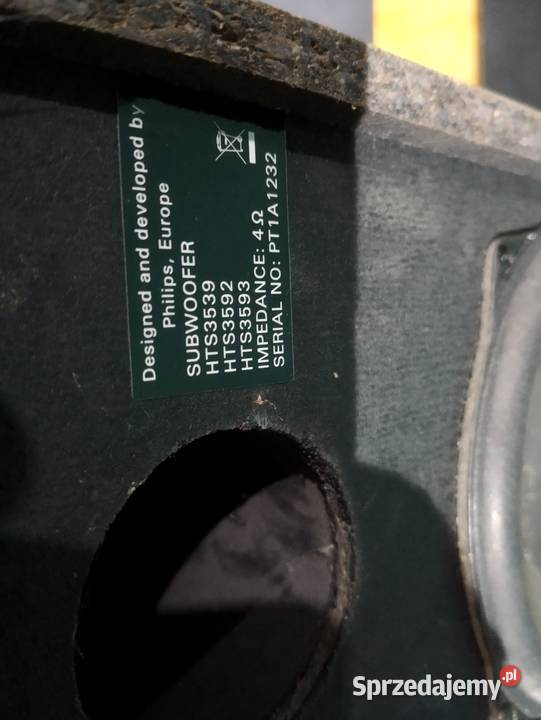 Designed and developed by
Philips, Europe
SUBWOOFER
HTS3539
HTS3592
HTS3593
IMPEDANCE: 4 Ω
SERIAL NO: PT1A1232
Sprzedajemy.pl